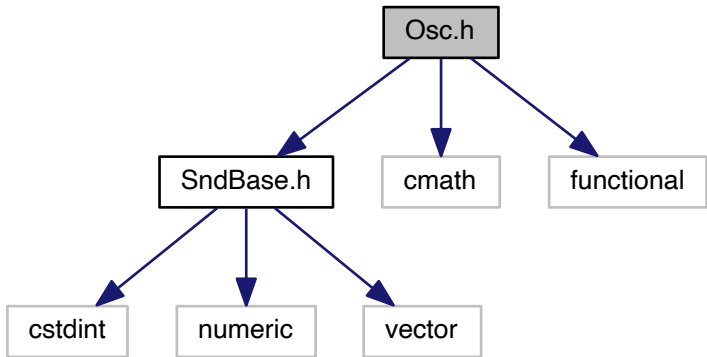 Osc.h
SndBase.h
cmath
functional
cstdint
numeric
vector